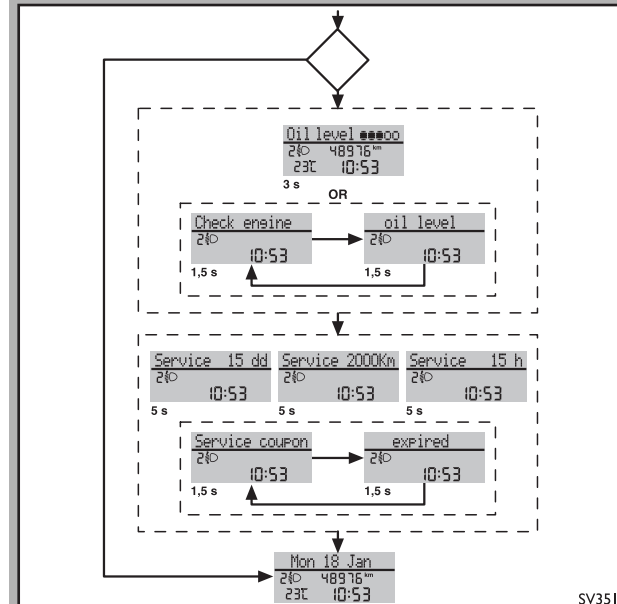 Oil level ●●●○○
2 48976 km
23℃ 10:53
3 s
OR
Check engine
2
10:53
1,5 s
oil level
2
10:53
1,5 s
Service 15 dd
2
10:53
5 s
Service 2000Km
2
10:53
5 s
Service 15 h
2
10:53
5 s
Service coupon
2
10:53
1,5 s
expired
2
10:53
1,5 s
Mon 18 Jan
2 48976 km
23℃ 10:53
SV351